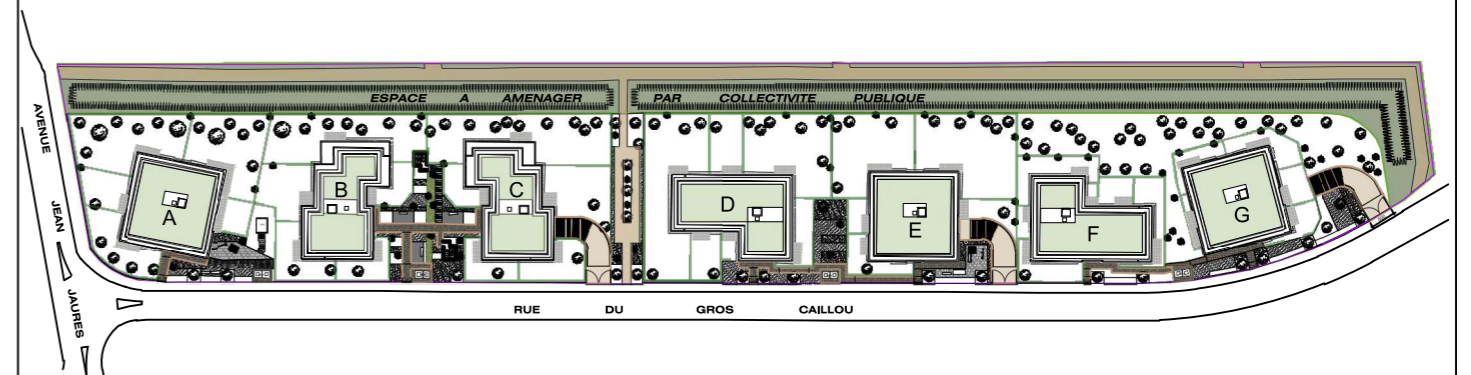 ESPACE A AMENAGER PAR COLLECTIVITE PUBLIQUE
AVENUE JEAN JAURES
A
B
C
D
E
F
G
RUE DU GROS CAILLOU